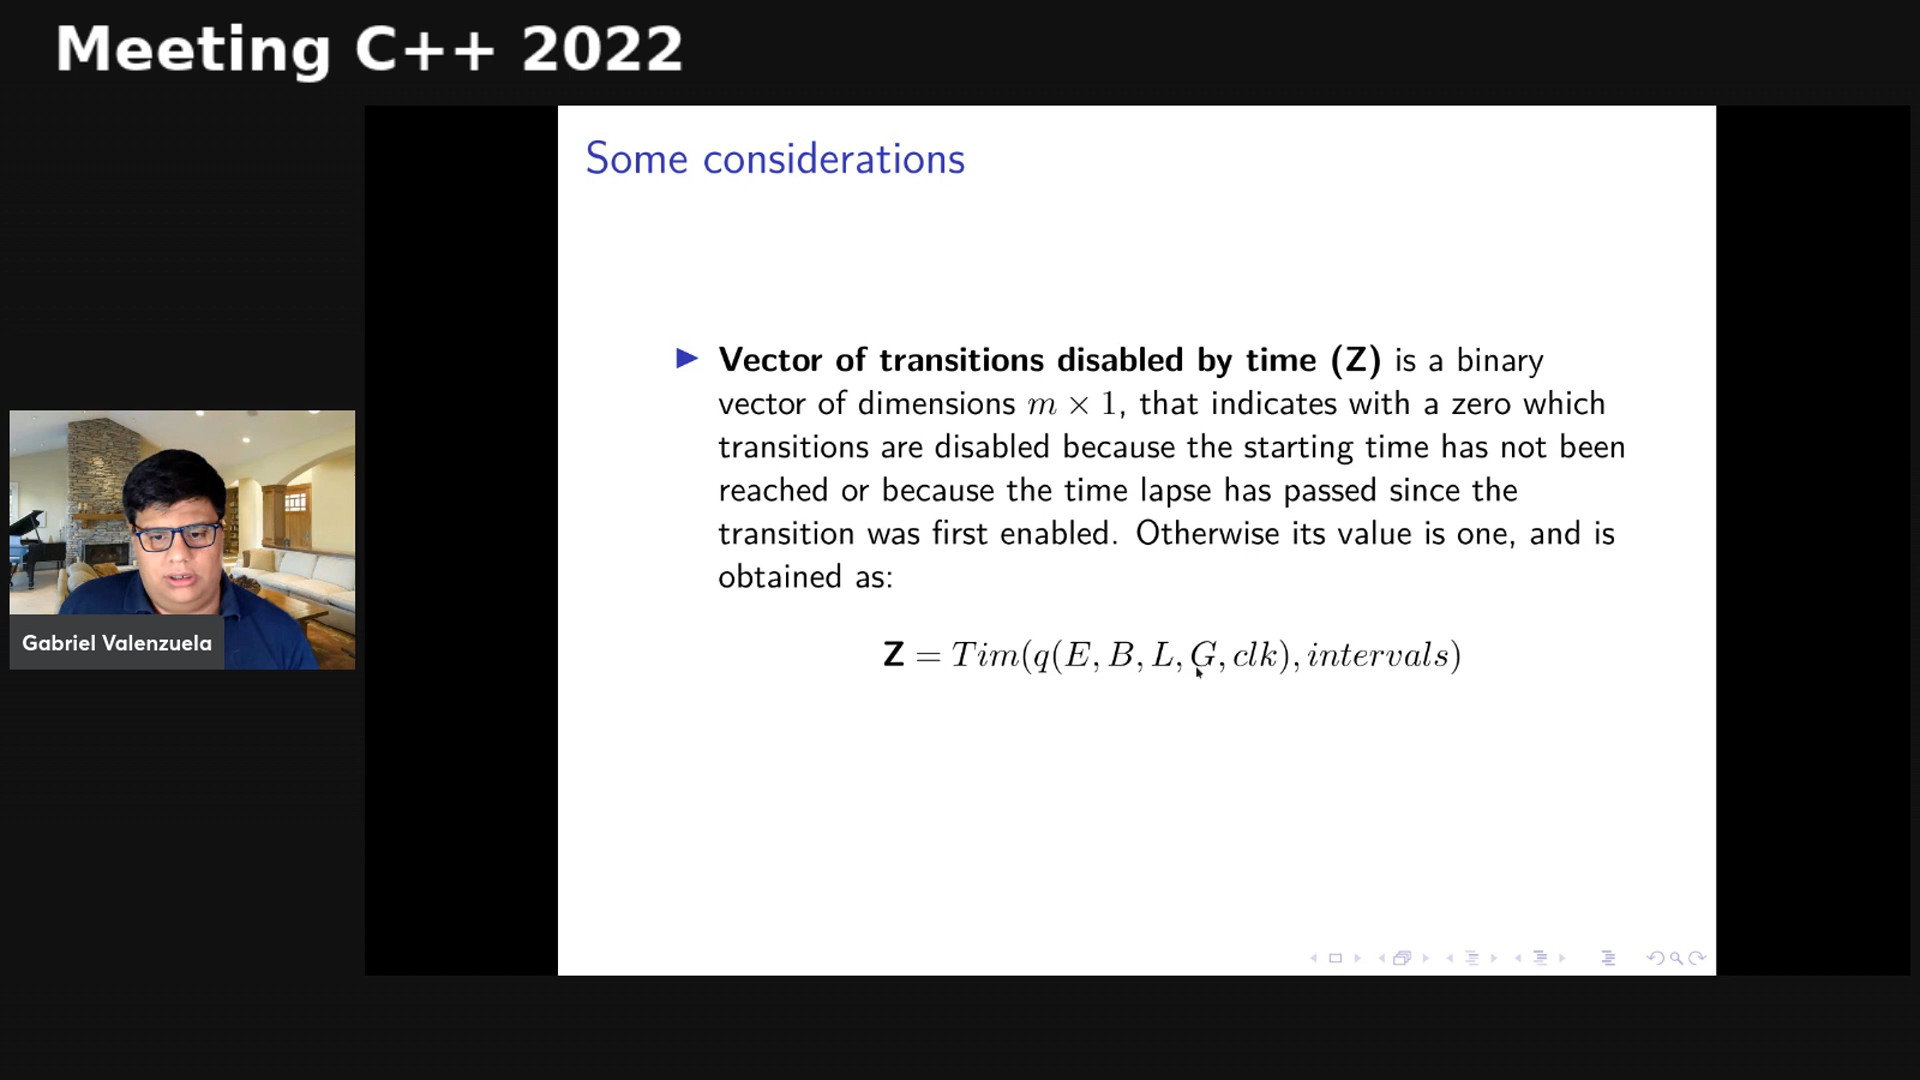 Meeting C++ 2022
Some considerations
Vector of transitions disabled by time (Z) is a binary
vector of dimensions m × 1, that indicates with a zero which
transitions are disabled because the starting time has not been
reached or because the time lapse has passed since the
transition was first enabled. Otherwise its value is one, and is
obtained as:
Z = Tim(q(E, B, L, G, clk), intervals)
Gabriel Valenzuela